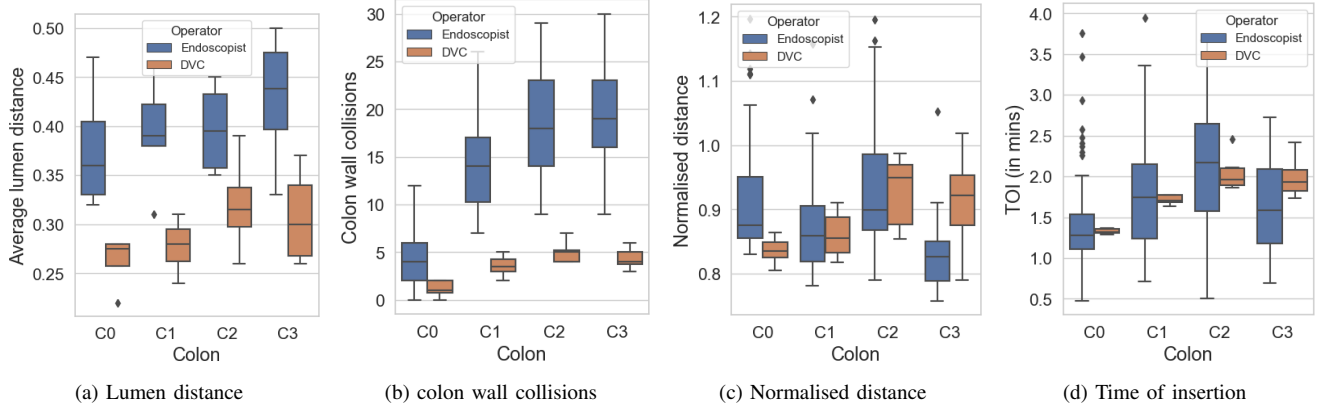 Average lumen distance
0.50
0.45
0.40
0.35
0.30
0.25
Operator
Endoscopist
DVC
C0 C1 C2 C3
Colon
(a) Lumen distance
Colon wall collisions
30
25
20
15
10
5
0
Operator
Endoscopist
DVC
C0 C1 C2 C3
Colon
(b) colon wall collisions
Normalised distance
1.2
1.1
1.0
0.9
0.8
Operator
Endoscopist
DVC
C0 C1 C2 C3
Colon
(c) Normalised distance
TOI (in mins)
4.0
3.5
3.0
2.5
2.0
1.5
1.0
0.5
Operator
Endoscopist
DVC
C0 C1 C2 C3
Colon
(d) Time of insertion